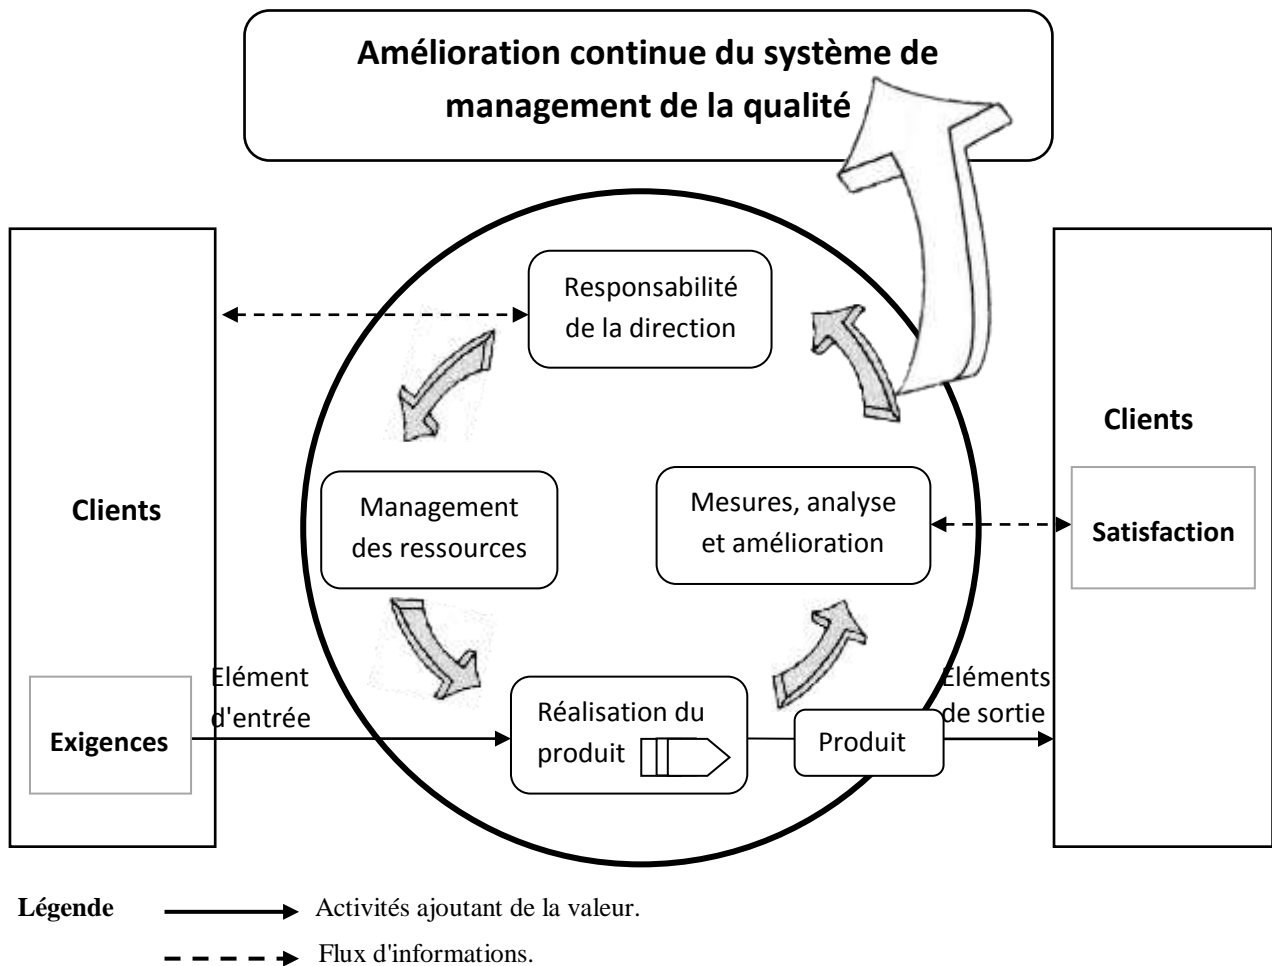 Amélioration continue du système de
management de la qualité
Responsabilité
de la direction
Clients
Clients
Management
des ressources
Mesures, analyse
et amélioration
Satisfaction
Elément
d'entrée
Exigences
Réalisation du
produit
Produit
Eléments
de sortie
Légende
Activités ajoutant de la valeur.
Flux d'informations.